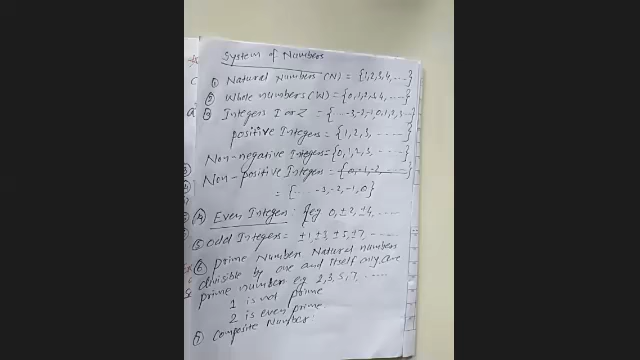 System of Numbers
① Natural Numbers (N) = {1,2,3,4, ....}
② Whole numbers (W) = {0,1,2,3,4, .....}
③ Integers I or Z = {... -3,-2,-1,0,1,2,3 ...}
positive Integers = {1,2,3, ........}
Non-negative Integers = {0,1,2,3, ......}
Non-positive Integers = {0,-1,-2, ......}
= {.... -3,-2,-1,0}
④ Even Integers : {eg 0, ±2, ±4, ......
⑤ Odd Integers = ±1, ±3, ±5, ±7, ......
⑥ prime Numbers Natural numbers
divisible by one and itself only are
prime numbers eg 2,3,5,7, ......
1 is not prime
2 is even prime.
⑦ Composite Number: